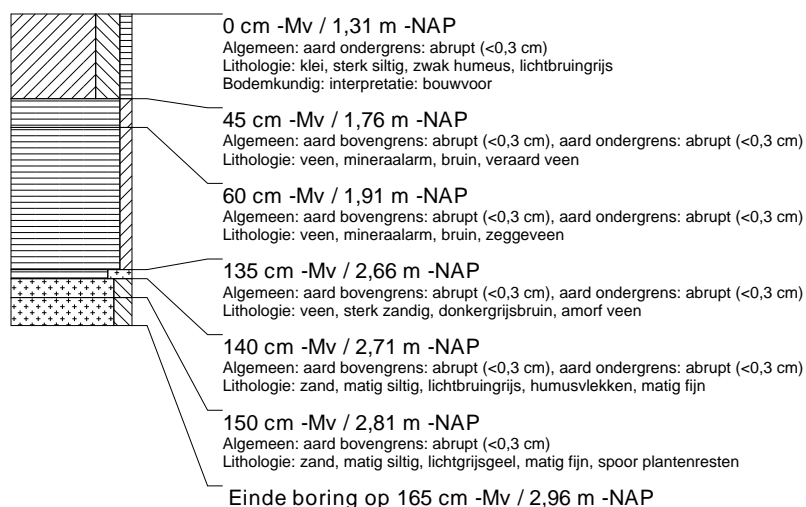 0 cm -Mv / 1,31 m -NAP
Algemeen: aard ondergrens: abrupt (<0,3 cm)
Lithologie: klei, sterk siltig, zwak humeus, lichtbruingrijs
Bodemkundig: interpretatie: bouwvoor
45 cm -Mv / 1,76 m -NAP
Algemeen: aard bovengrens: abrupt (<0,3 cm), aard ondergrens: abrupt (<0,3 cm)
Lithologie: veen, mineraalarm, bruin, veraard veen
60 cm -Mv / 1,91 m -NAP
Algemeen: aard bovengrens: abrupt (<0,3 cm), aard ondergrens: abrupt (<0,3 cm)
Lithologie: veen, mineraalarm, bruin, zeggeveen
135 cm -Mv / 2,66 m -NAP
Algemeen: aard bovengrens: abrupt (<0,3 cm), aard ondergrens: abrupt (<0,3 cm)
Lithologie: veen, sterk zandig, donkergrijsbruin, amorf veen
140 cm -Mv / 2,71 m -NAP
Algemeen: aard bovengrens: abrupt (<0,3 cm), aard ondergrens: abrupt (<0,3 cm)
Lithologie: zand, matig siltig, lichtbruingrijs, humusvlekken, matig fijn
150 cm -Mv / 2,81 m -NAP
Algemeen: aard bovengrens: abrupt (<0,3 cm)
Lithologie: zand, matig siltig, lichtgrijsgeel, matig fijn, spoor plantenresten
Einde boring op 165 cm -Mv / 2,96 m -NAP